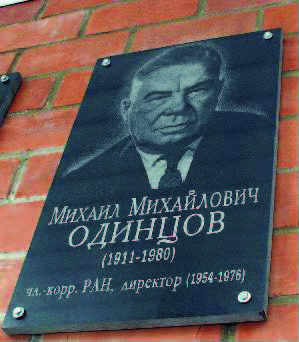 Михаил Михайлович
ОДИНЦОВ
(1911-1980)
чл.-корр. РАН, директор (1954-1976)